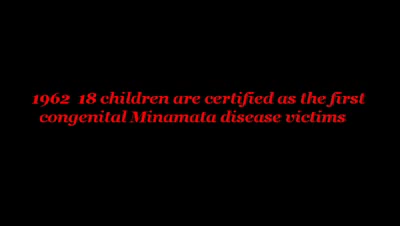 1962 18 children are certified as the first
congenital Minamata disease victims